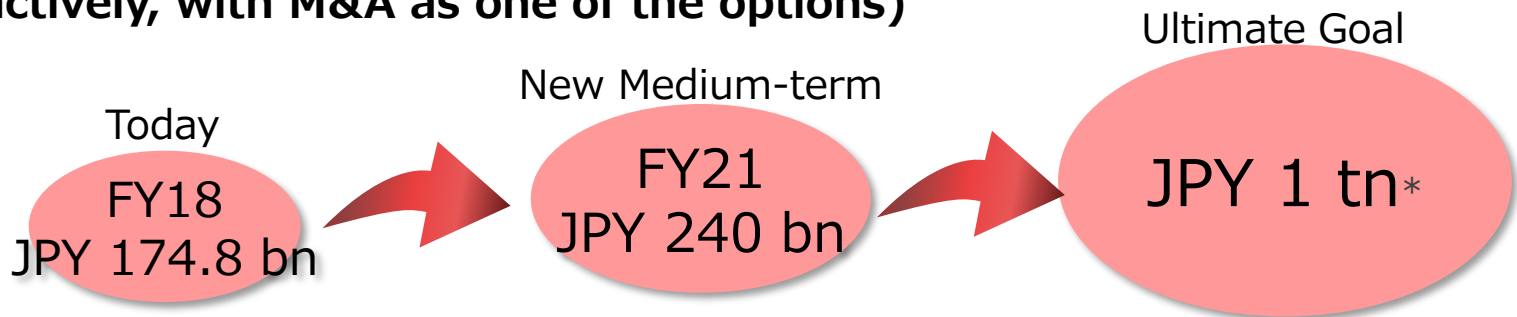 with M&A as one of the options)
Ultimate Goal
New Medium-term
Today
FY18
JPY 174.8 bn
FY21
JPY 240 bn
JPY 1 tn*